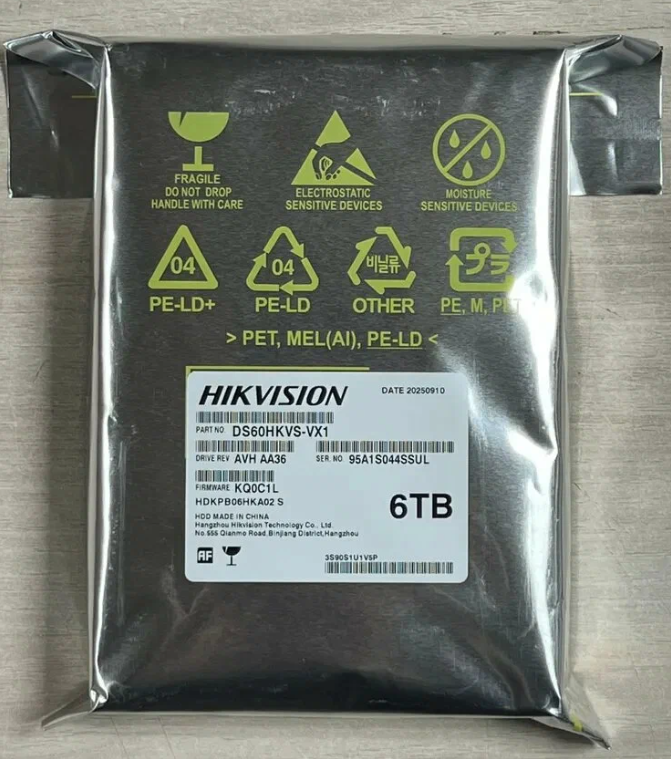 FRAGILE
DO NOT DROP
HANDLE WITH CARE
ELECTROSTATIC
SENSITIVE DEVICES
MOISTURE
SENSITIVE DEVICES
04
PE-LD+
04
PE-LD
비닐류
OTHER
プラ
PE, M, PET
> PET, MEL(Al), PE-LD <
HIKVISION
DATE 20250910
PART NO. DS60HKVS-VX1
DRIVE REV AVH AA36
SER. NO. 95A1S044SSUL
FIRMWARE KQ0C1L
HDKPB06HKA02 S
6TB
HDD MADE IN CHINA
Hangzhou Hikvision Technology Co., Ltd.
No.555 Qianmo Road,Binjiang District,Hangzhou
AF
3S90S1U1V5P